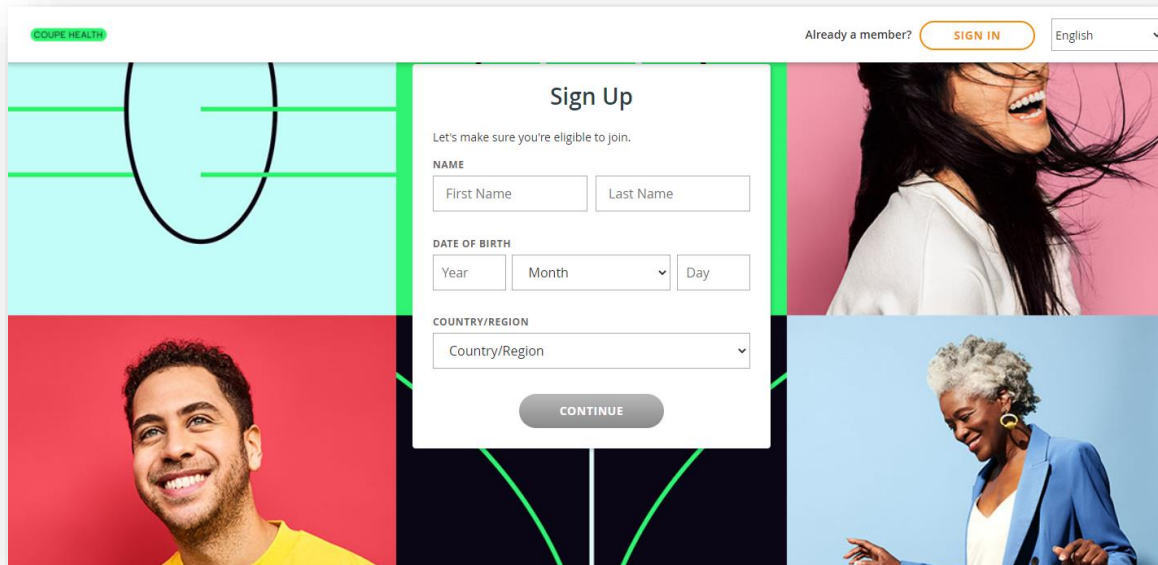 COUPE HEALTH
Already a member? SIGN IN English
Sign Up
Let's make sure you're eligible to join.
NAME
First Name Last Name
DATE OF BIRTH
Year Month Day
COUNTRY/REGION
Country/Region
CONTINUE